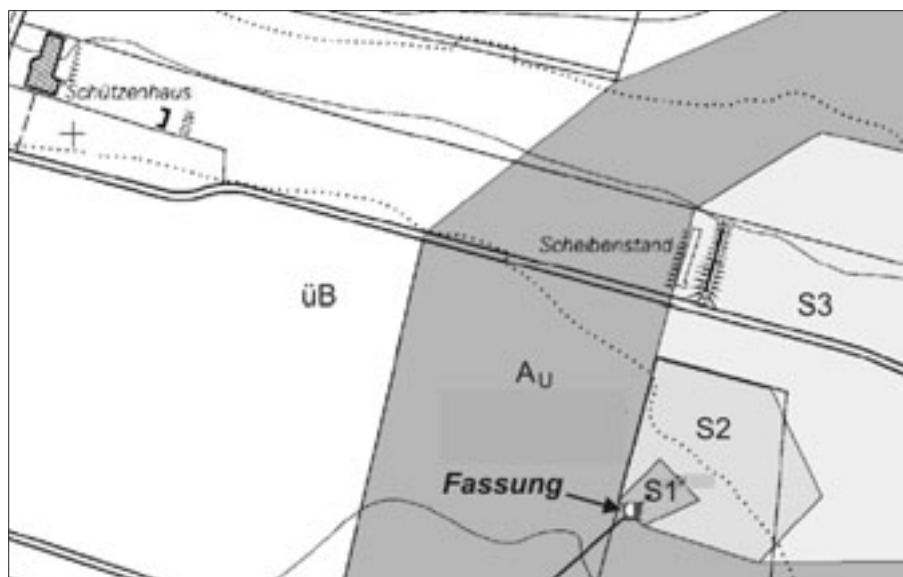 Schützenhaus
Scheibenstand
üB
S3
AU
S2
Fassung
S1